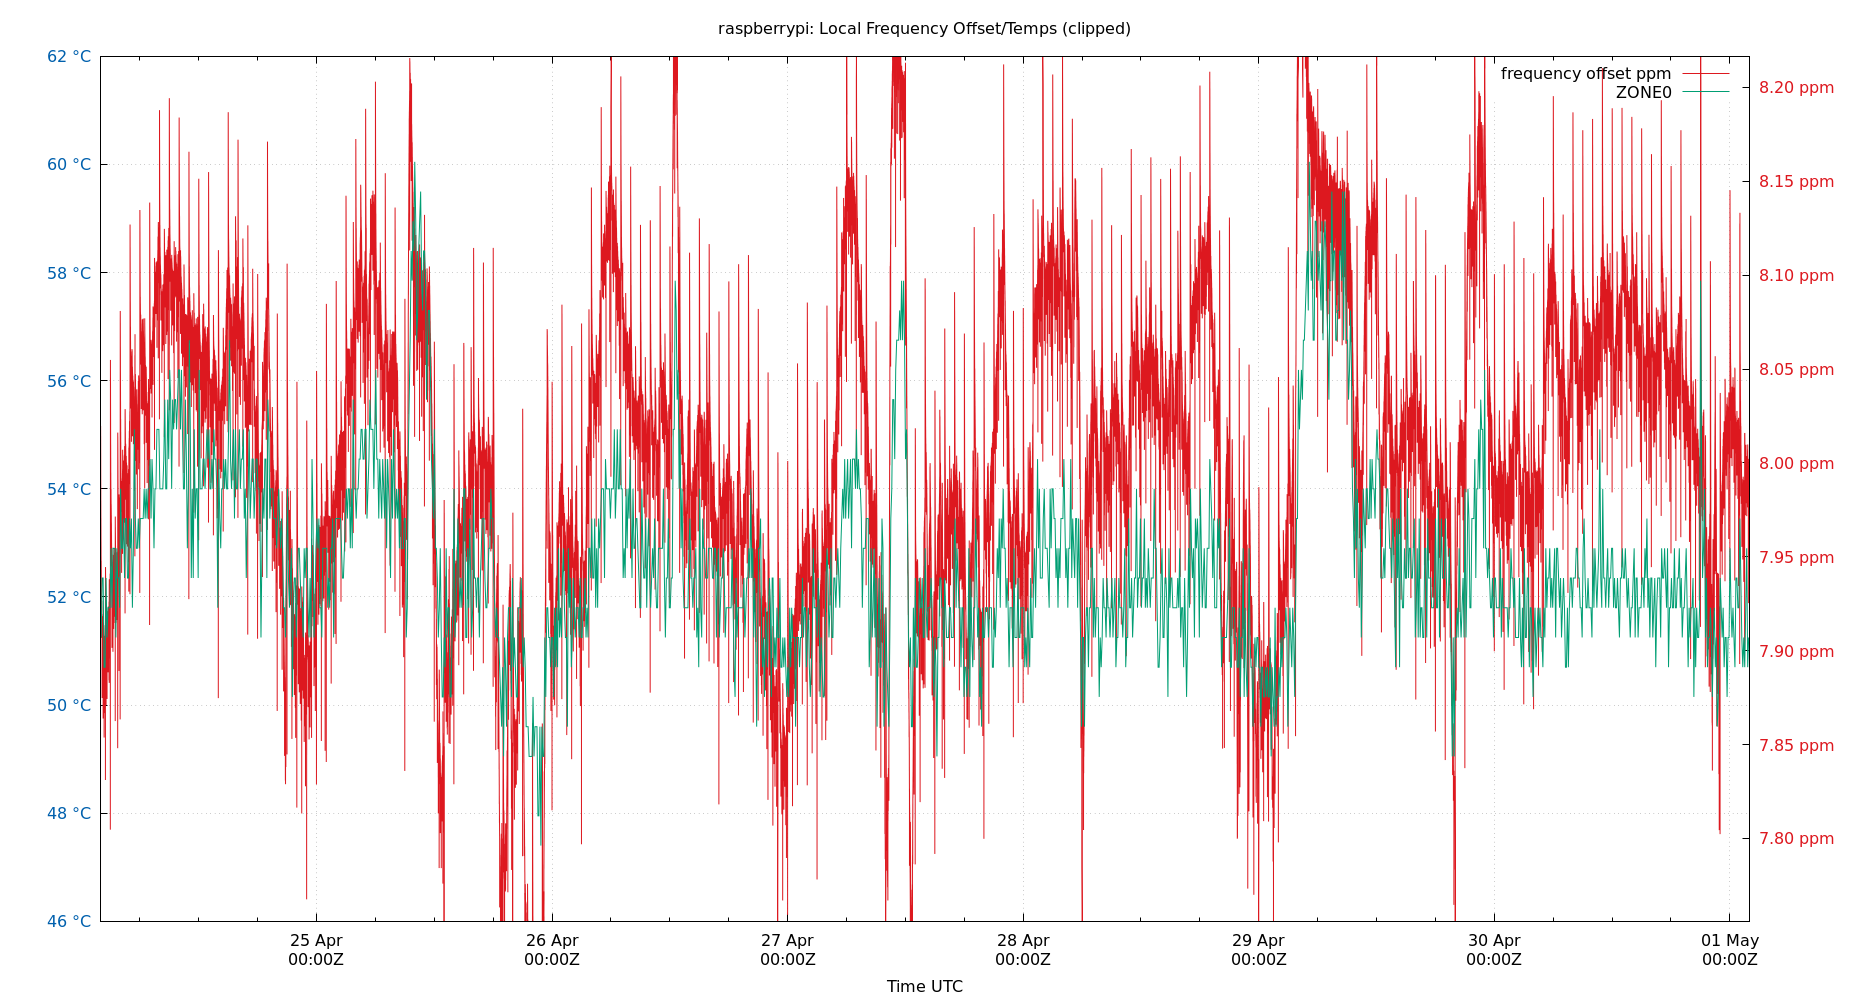 raspberrypi: Local Frequency Offset/Temps (clipped)
frequency offset ppm
ZONE0
62 °C
60 °C
58 °C
56 °C
54 °C
52 °C
50 °C
48 °C
46 °C
8.20 ppm
8.15 ppm
8.10 ppm
8.05 ppm
8.00 ppm
7.95 ppm
7.90 ppm
7.85 ppm
7.80 ppm
25 Apr 26 Apr 27 Apr 28 Apr 29 Apr 30 Apr 01 May
00:00Z 00:00Z 00:00Z 00:00Z 00:00Z 00:00Z 00:00Z
Time UTC